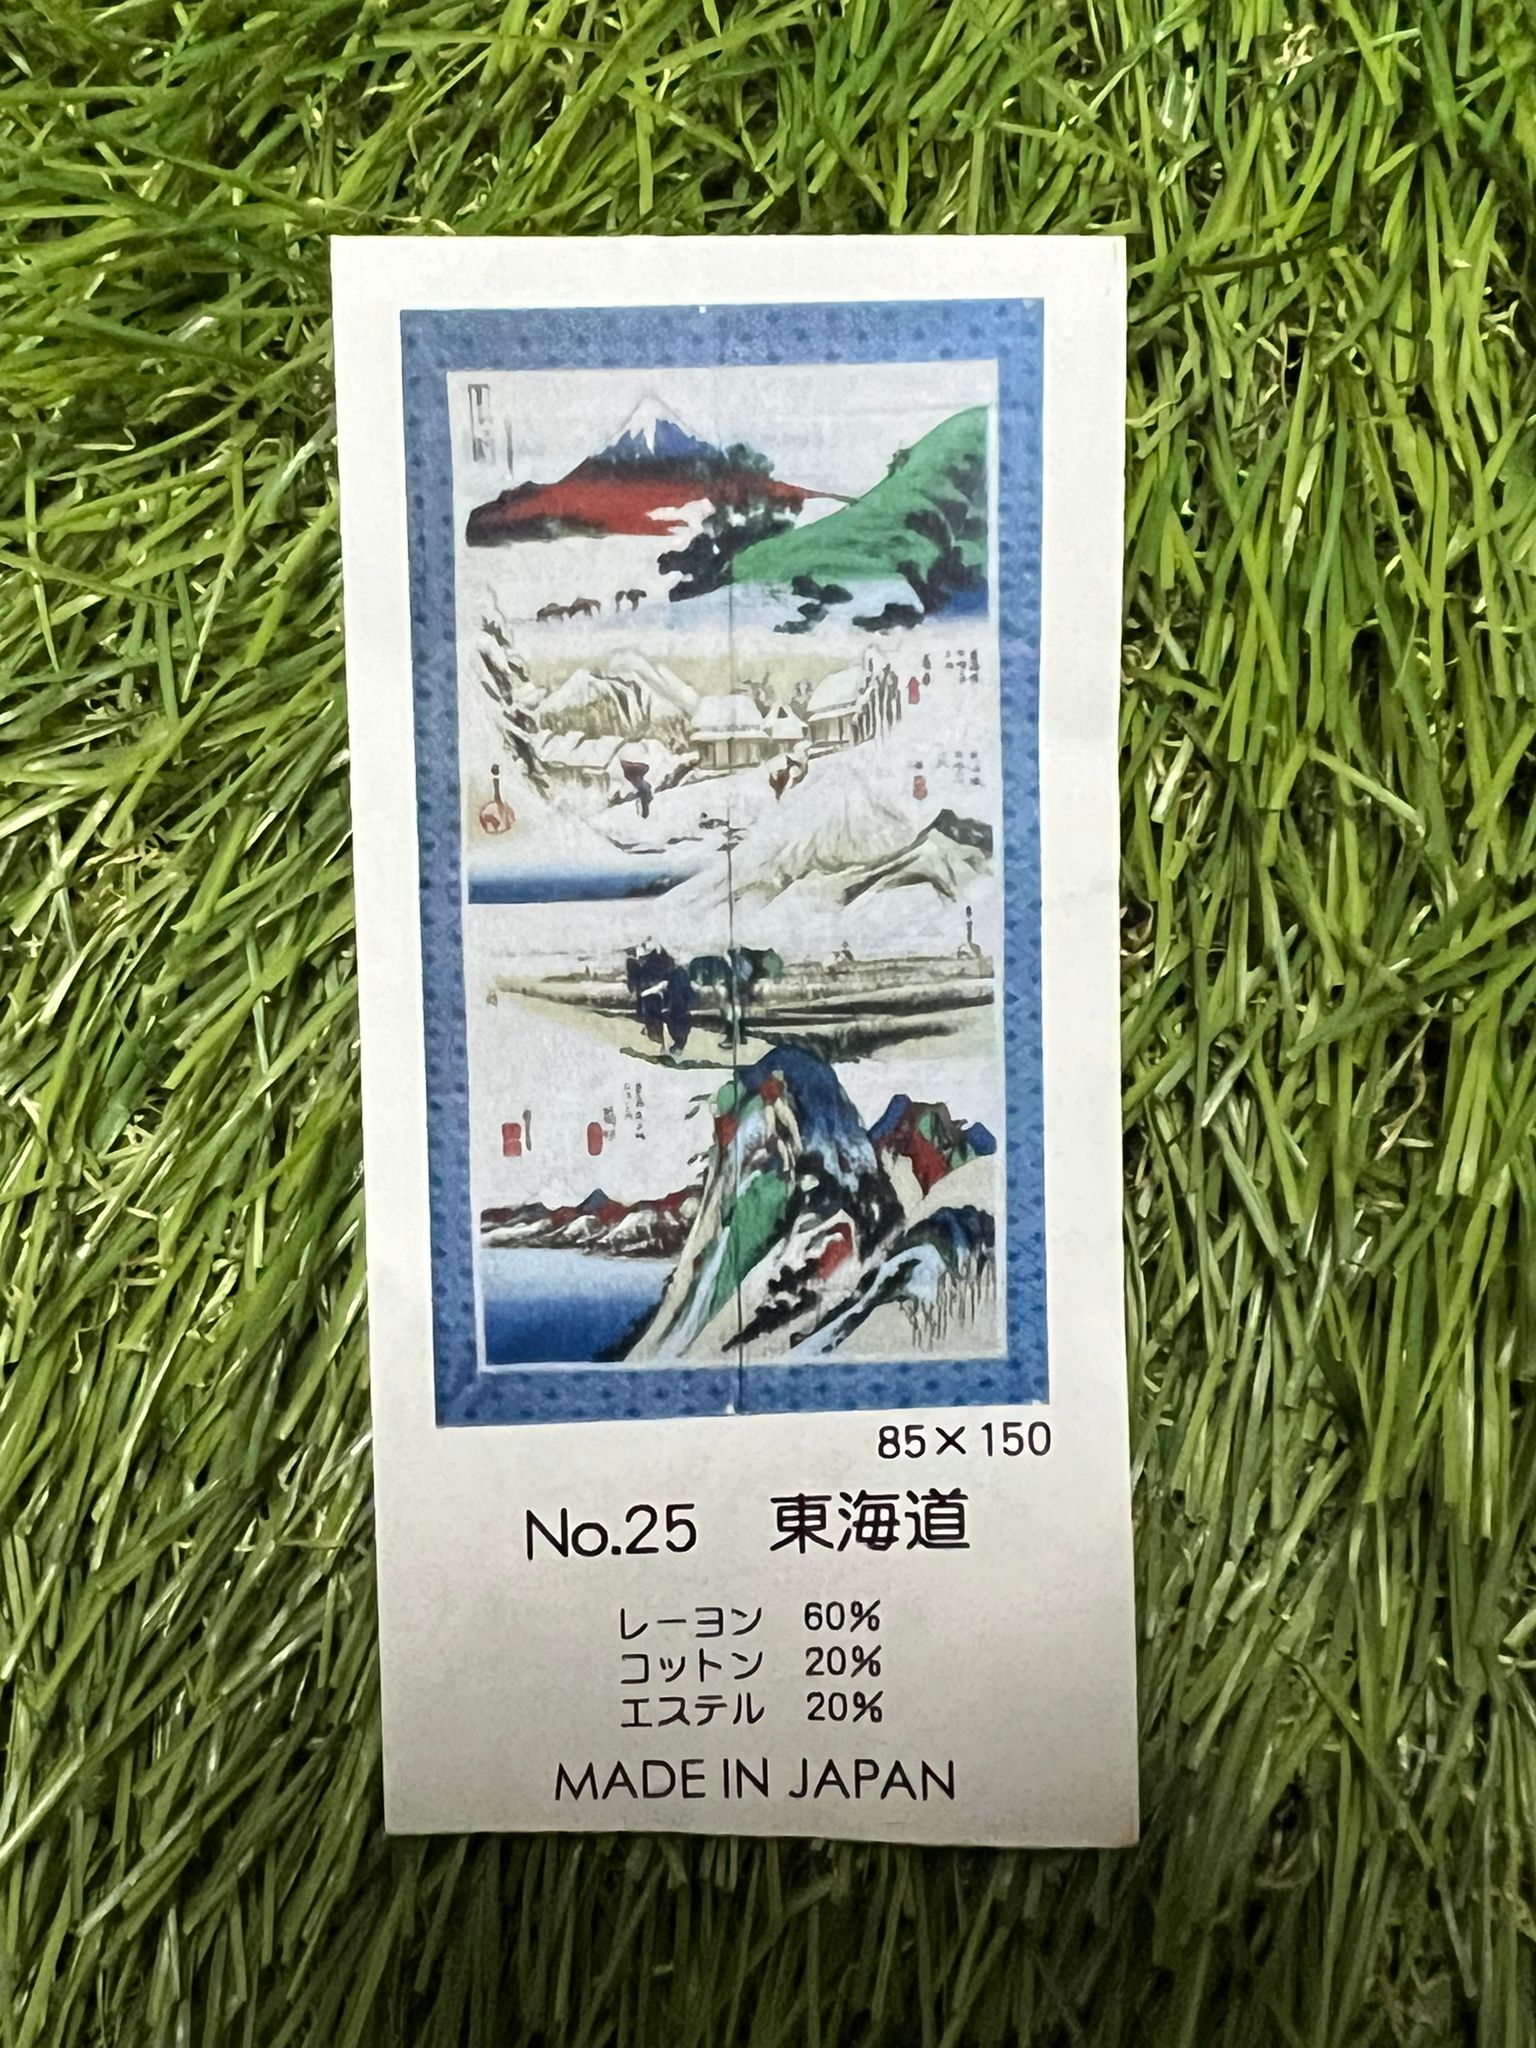 85×150
No.25 東海道
レーヨン 60%
コットン 20%
エステル 20%
MADE IN JAPAN